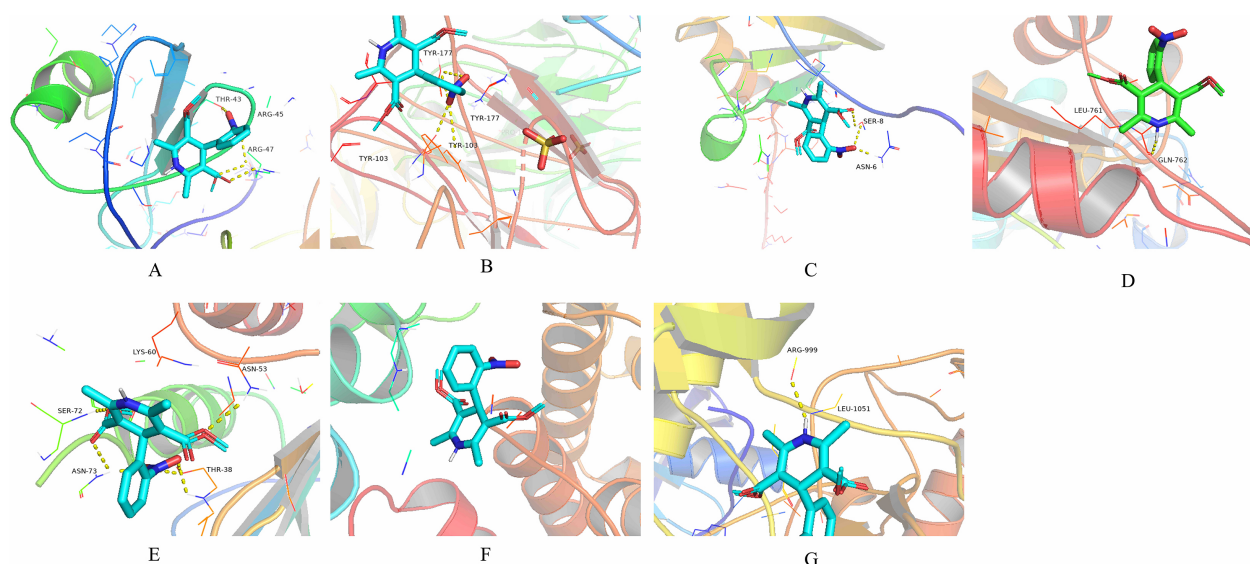 THR-43
ARG-45
ARG-47
A
TYR-177
TYR-177
TYR-103
TYR-103
B
SER-8
ASN-6
C
LEU-761
GLN-762
D
LYS-60
ASN-53
SER-72
ASN-73
THR-38
E
F
ARG-999
LEU-1051
G